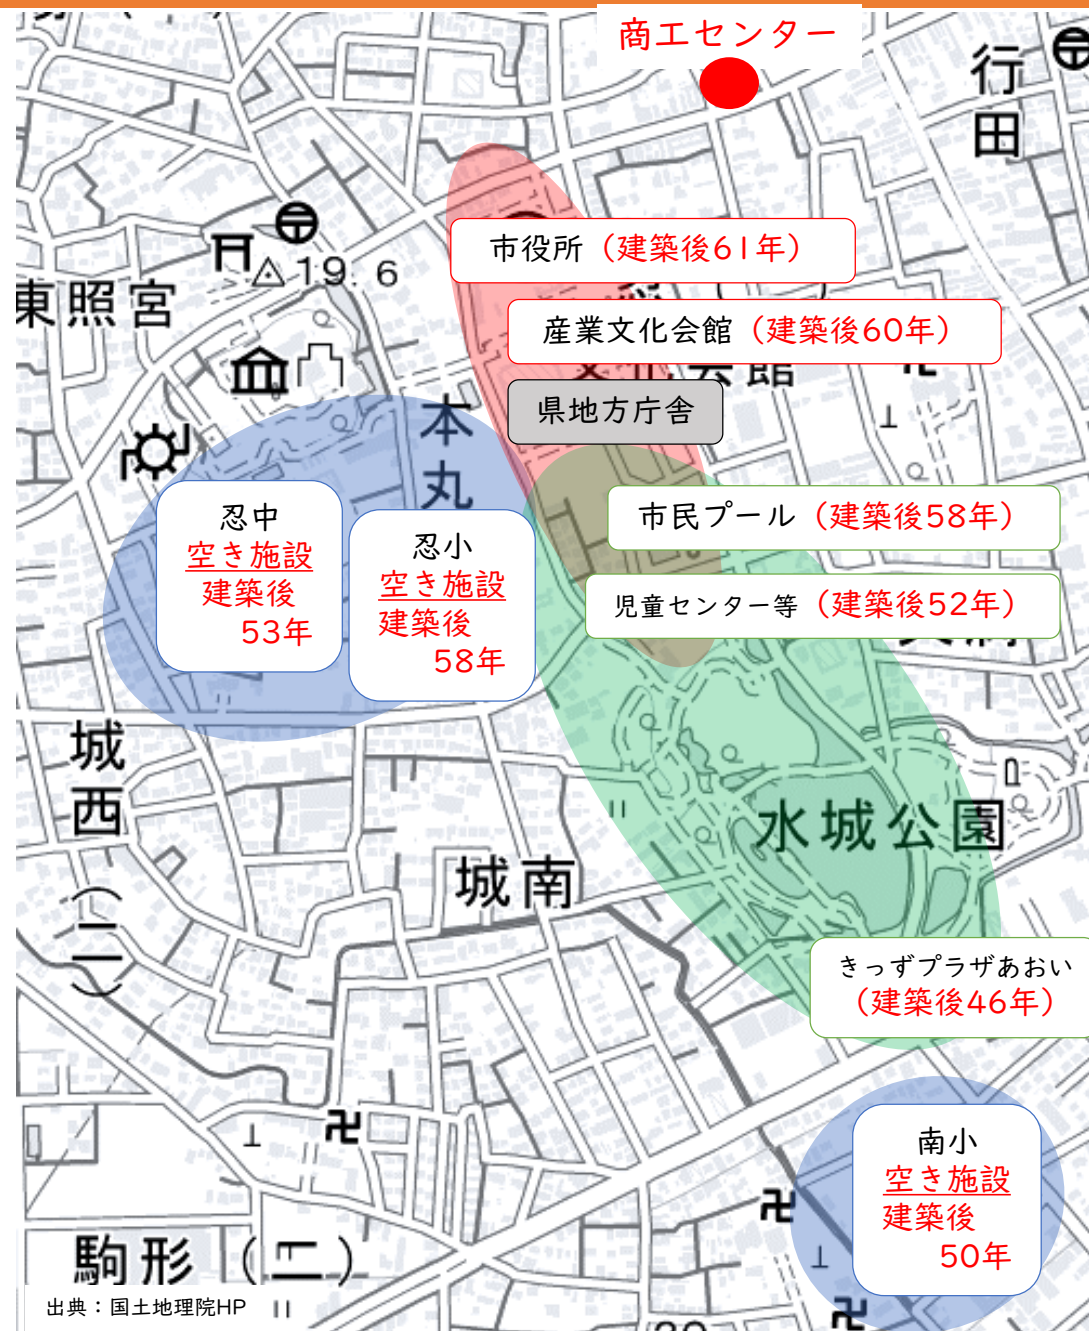 商工センター
行田
市役所（建築後61年）
19.6
東照宮
産業文化会館（建築後60年）
文化会館
県地方庁舎
本丸
市民プール（建築後58年）
忍中
空き施設
建築後
53年
忍小
空き施設
建築後
58年
児童センター等（建築後52年）
城西（二）
水城公園
城南
きっずプラザあおい
（建築後46年）
南小
空き施設
建築後
50年
駒形（二）
出典：国土地理院HP